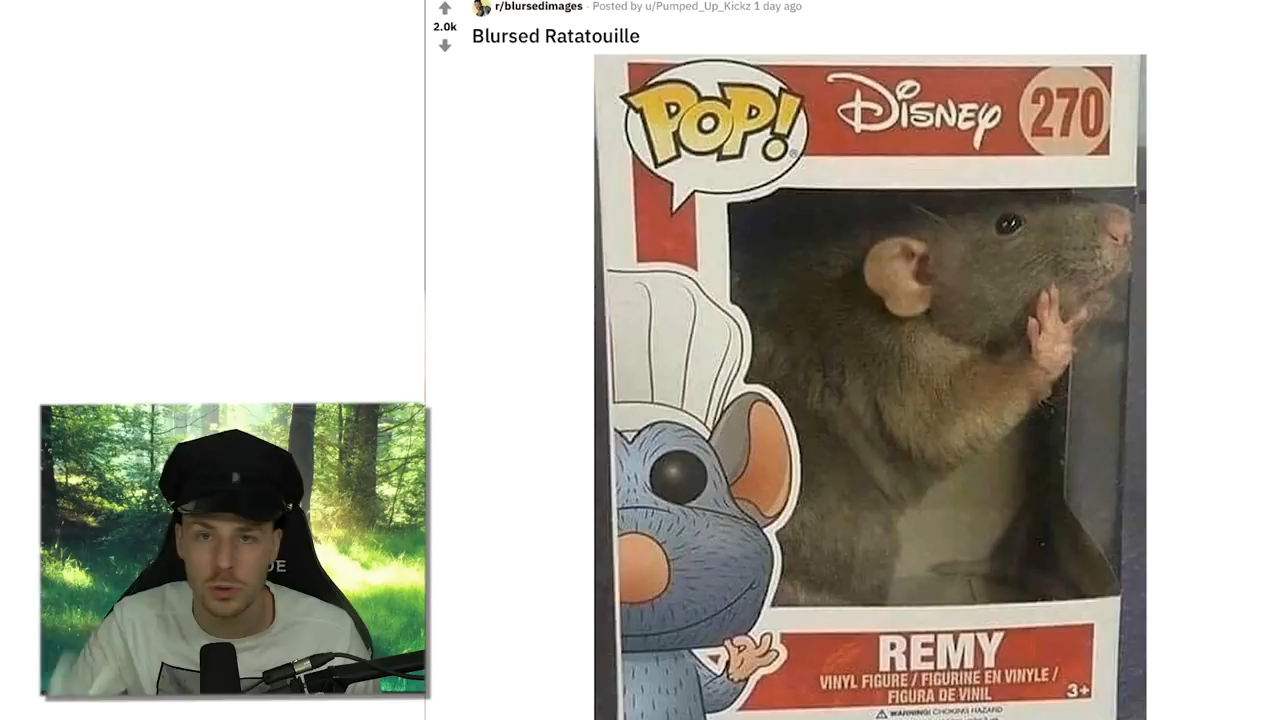 r/blursedimages · Posted by u/Pumped_Up_Kickz 1 day ago
2.0k
Blursed Ratatouille
POP!
Disney
270
REMY
VINYL FIGURE / FIGURINE EN VINYLE /
FIGURA DE VINIL
3+
WARNING: CHOKING HAZARD